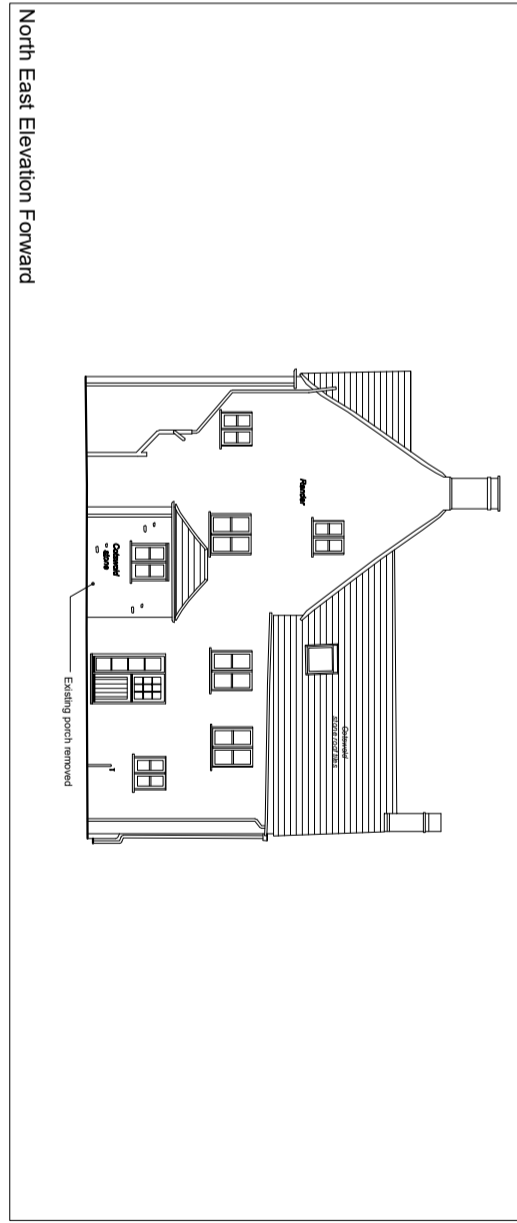 Render
Cotswold
stone roof tiles
Cotswold
stone
Existing porch removed
North East Elevation Forward